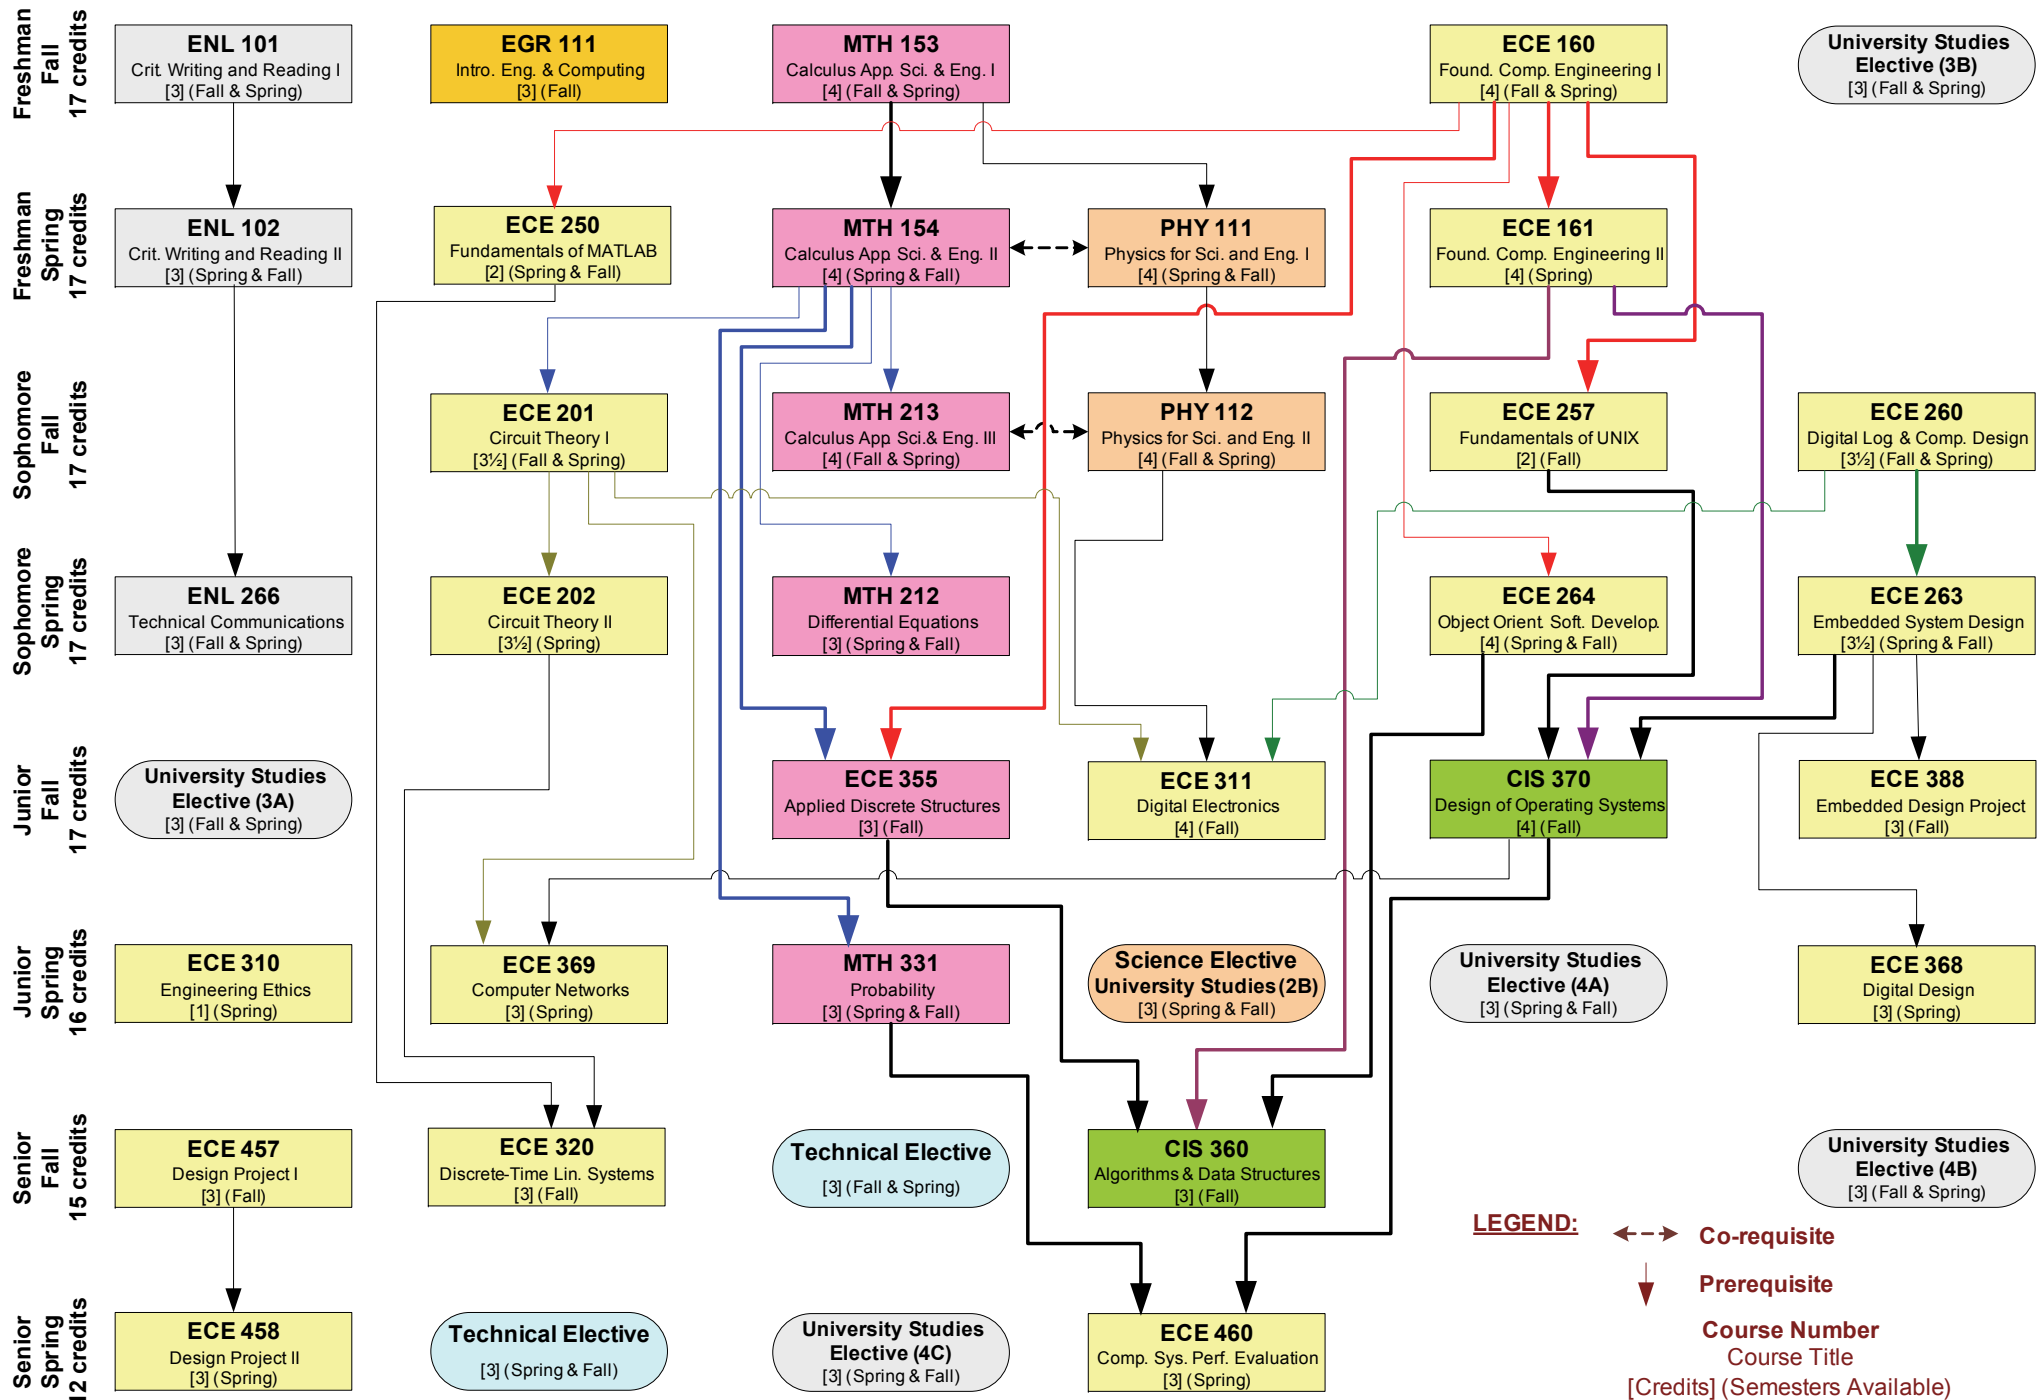 Freshman
Fall
17 credits
ENL 101
Crit. Writing and Reading I
[3] (Fall & Spring)
EGR 111
Intro. Eng. & Computing
[3] (Fall)
MTH 153
Calculus App. Sci. & Eng. I
[4] (Fall & Spring)
ECE 160
Found. Comp. Engineering I
[4] (Fall & Spring)
University Studies
Elective (3B)
[3] (Fall & Spring)
Freshman
Spring
17 credits
ENL 102
Crit. Writing and Reading II
[3] (Spring & Fall)
ECE 250
Fundamentals of MATLAB
[2] (Spring & Fall)
MTH 154
Calculus App. Sci. & Eng. II
[4] (Spring & Fall)
PHY 111
Physics for Sci. and Eng. I
[4] (Spring & Fall)
ECE 161
Found. Comp. Engineering II
[4] (Spring)
Sophomore
Fall
17 credits
ECE 201
Circuit Theory I
[3½] (Fall & Spring)
MTH 213
Calculus App. Sci.& Eng. III
[4] (Fall & Spring)
PHY 112
Physics for Sci. and Eng. II
[4] (Fall & Spring)
ECE 257
Fundamentals of UNIX
[2] (Fall)
ECE 260
Digital Log & Comp. Design
[3½] (Fall & Spring)
Sophomore
Spring
17 credits
ENL 266
Technical Communications
[3] (Fall & Spring)
ECE 202
Circuit Theory II
[3½] (Spring)
MTH 212
Differential Equations
[3] (Spring & Fall)
ECE 264
Object Orient. Soft. Develop.
[4] (Spring & Fall)
ECE 263
Embedded System Design
[3½] (Spring & Fall)
Junior
Fall
17 credits
University Studies
Elective (3A)
[3] (Fall & Spring)
ECE 355
Applied Discrete Structures
[3] (Fall)
ECE 311
Digital Electronics
[4] (Fall)
CIS 370
Design of Operating Systems
[4] (Fall)
ECE 388
Embedded Design Project
[3] (Fall)
Junior
Spring
16 credits
ECE 310
Engineering Ethics
[1] (Spring)
ECE 369
Computer Networks
[3] (Spring)
MTH 331
Probability
[3] (Spring & Fall)
Science Elective
University Studies (2B)
[3] (Spring & Fall)
University Studies
Elective (4A)
[3] (Spring & Fall)
ECE 368
Digital Design
[3] (Spring)
Senior
Fall
15 credits
ECE 457
Design Project I
[3] (Fall)
ECE 320
Discrete-Time Lin. Systems
[3] (Fall)
Technical Elective
[3] (Fall & Spring)
CIS 360
Algorithms & Data Structures
[3] (Fall)
University Studies
Elective (4B)
[3] (Fall & Spring)
Senior
Spring
12 credits
ECE 458
Design Project II
[3] (Spring)
Technical Elective
[3] (Spring & Fall)
University Studies
Elective (4C)
[3] (Spring & Fall)
ECE 460
Comp. Sys. Perf. Evaluation
[3] (Spring)
LEGEND:
Co-requisite
Prerequisite
Course Number
Course Title
[Credits] (Semesters Available)